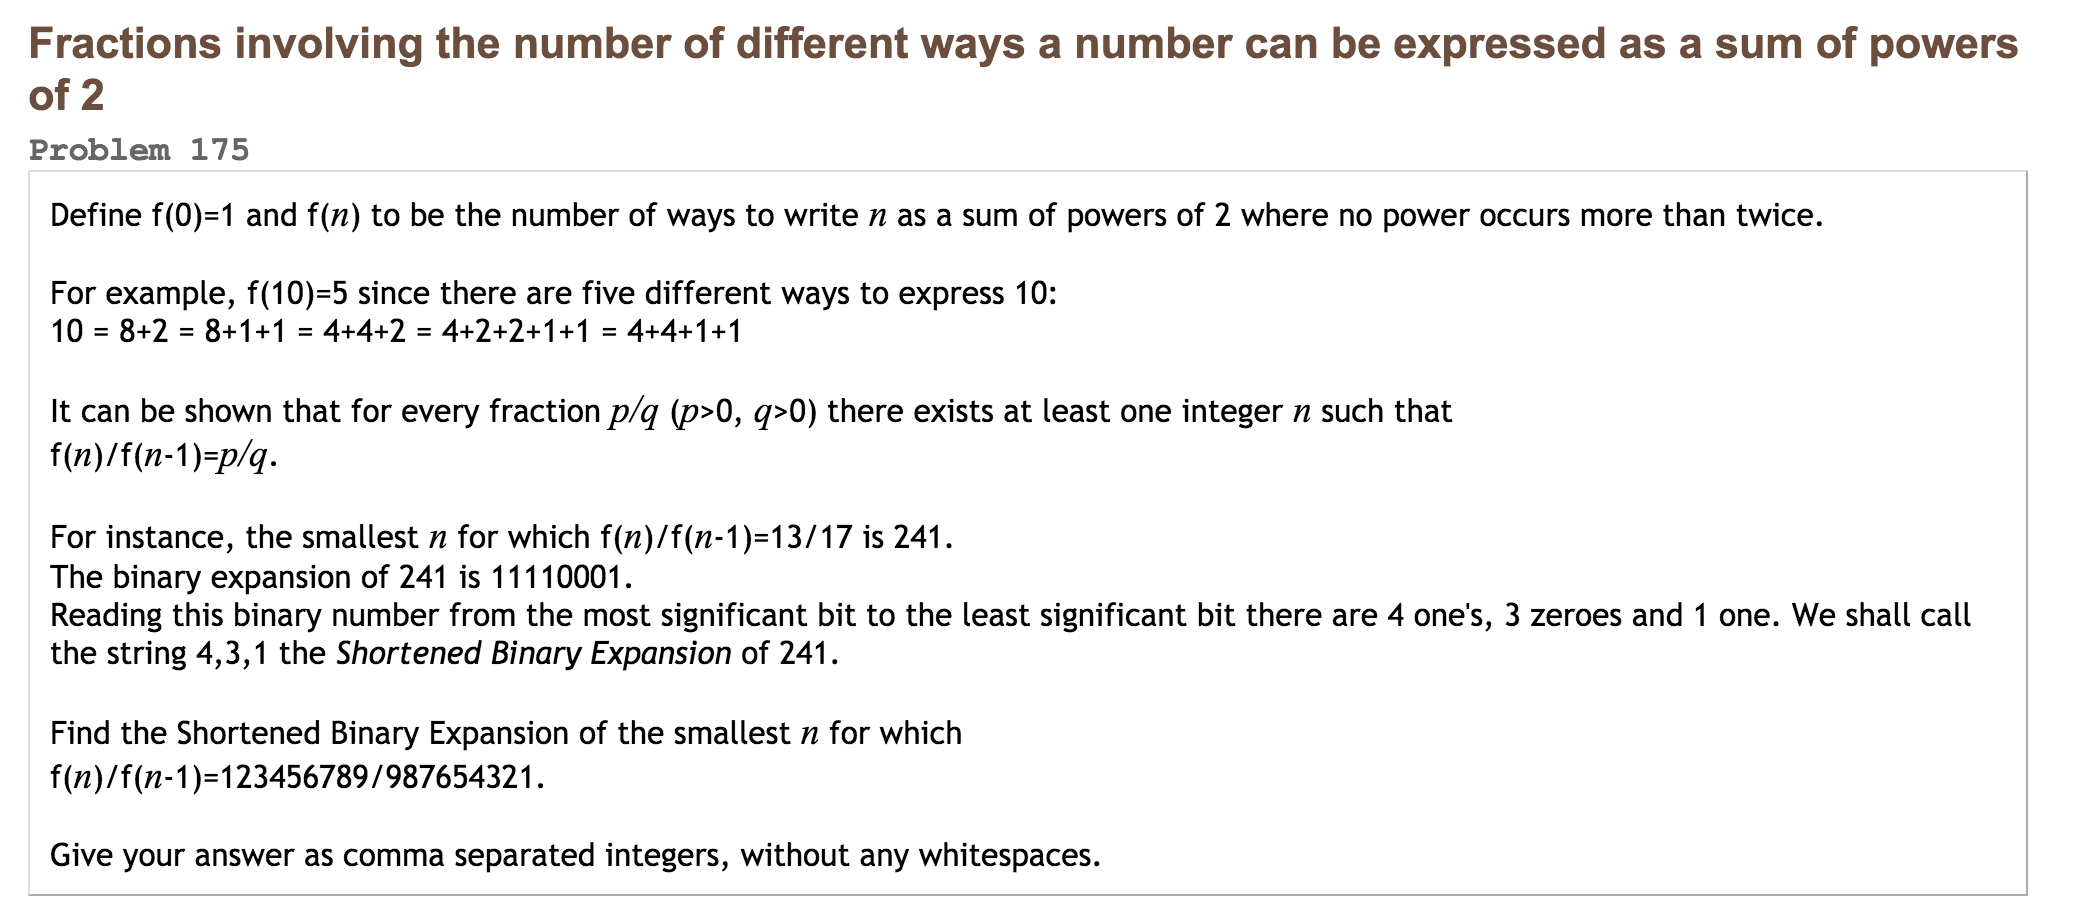 Fractions involving the number of different ways a number can be expressed as a sum of powers
of 2
Problem 175
Define f(0)=1 and f(n) to be the number of ways to write n as a sum of powers of 2 where no power occurs more than twice.
For example, f(10)=5 since there are five different ways to express 10:
10 = 8+2 = 8+1+1 = 4+4+2 = 4+2+2+1+1 = 4+4+1+1
It can be shown that for every fraction p/q (p>0, q>0) there exists at least one integer n such that
f(n)/f(n-1)=p/q.
For instance, the smallest n for which f(n)/f(n-1)=13/17 is 241.
The binary expansion of 241 is 11110001.
Reading this binary number from the most significant bit to the least significant bit there are 4 one's, 3 zeroes and 1 one. We shall call
the string 4,3,1 the Shortened Binary Expansion of 241.
Find the Shortened Binary Expansion of the smallest n for which
f(n)/f(n-1)=123456789/987654321.
Give your answer as comma separated integers, without any whitespaces.